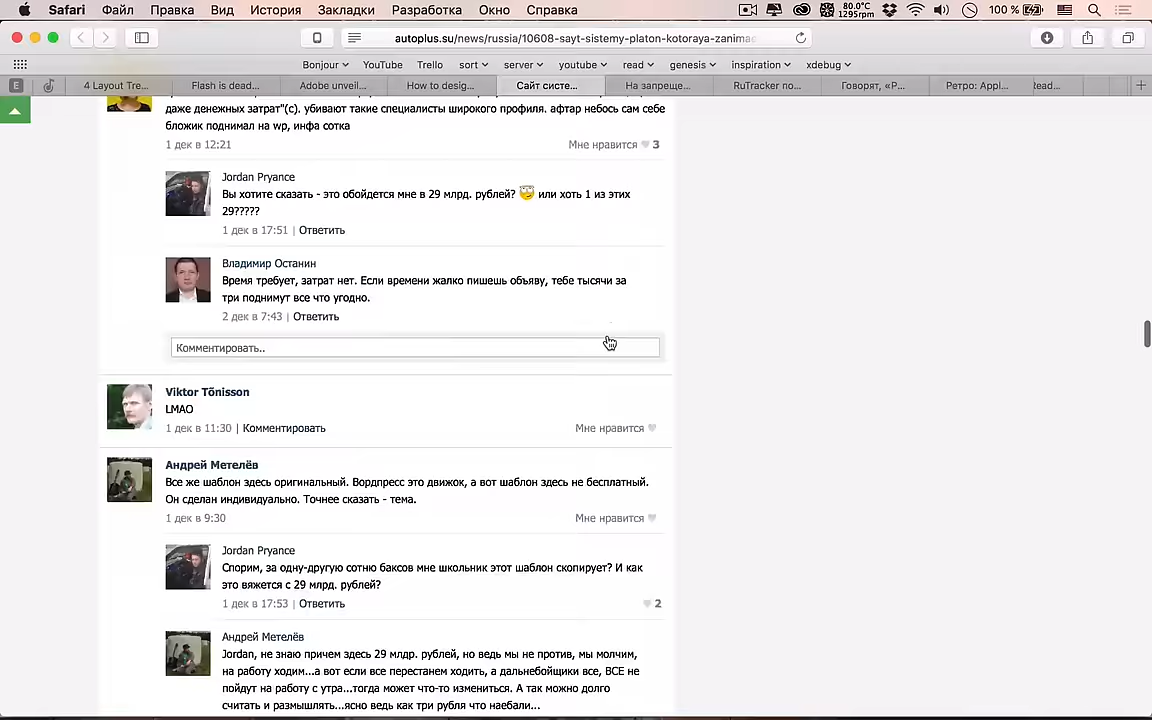 Safari Файл Правка Вид История Закладки Разработка Окно Справка 80.0°C 1295rpm 100 %
autoplus.su/news/russia/10608-sayt-sistemy-platon-kotoraya-zanima
Bonjour YouTube Trello sort server youtube read genesis inspiration xdebug
4 Layout Tre... Flash is dead... Adobe unveil... How to desig... Сайт систе... На запреще... RuTracker по... Говорят, «Р... Ретро: Appl... Read...
даже денежных затрат"(с). убивают такие специалисты широкого профиля. афтар небось сам себе
бложик поднимал на wp, инфа сотка
1 дек в 12:21 Мне нравится 3
Jordan Pryance
Вы хотите сказать - это обойдется мне в 29 млрд. рублей? или хоть 1 из этих
29?????
1 дек в 17:51 | Ответить
Владимир Останин
Время требует, затрат нет. Если времени жалко пишешь объяву, тебе тысячи за
три поднимут все что угодно.
2 дек в 7:43 | Ответить
Комментировать..
Viktor Tõnisson
LMAO
1 дек в 11:30 | Комментировать Мне нравится
Андрей Метелёв
Все же шаблон здесь оригинальный. Вордпресс это движок, а вот шаблон здесь не бесплатный.
Он сделан индивидуально. Точнее сказать - тема.
1 дек в 9:30 Мне нравится
Jordan Pryance
Спорим, за одну-другую сотню баксов мне школьник этот шаблон скопирует? И как
это вяжется с 29 млрд. рублей?
1 дек в 17:53 | Ответить 2
Андрей Метелёв
Jordan, не знаю причем здесь 29 млдр. рублей, но ведь мы не против, мы молчим,
на работу ходим...а вот если все перестанем ходить, а дальнебойщики все, ВСЕ не
пойдут на работу с утра...тогда может что-то измениться. А так можно долго
считать и размышлять...ясно ведь как три рубля что наебали...